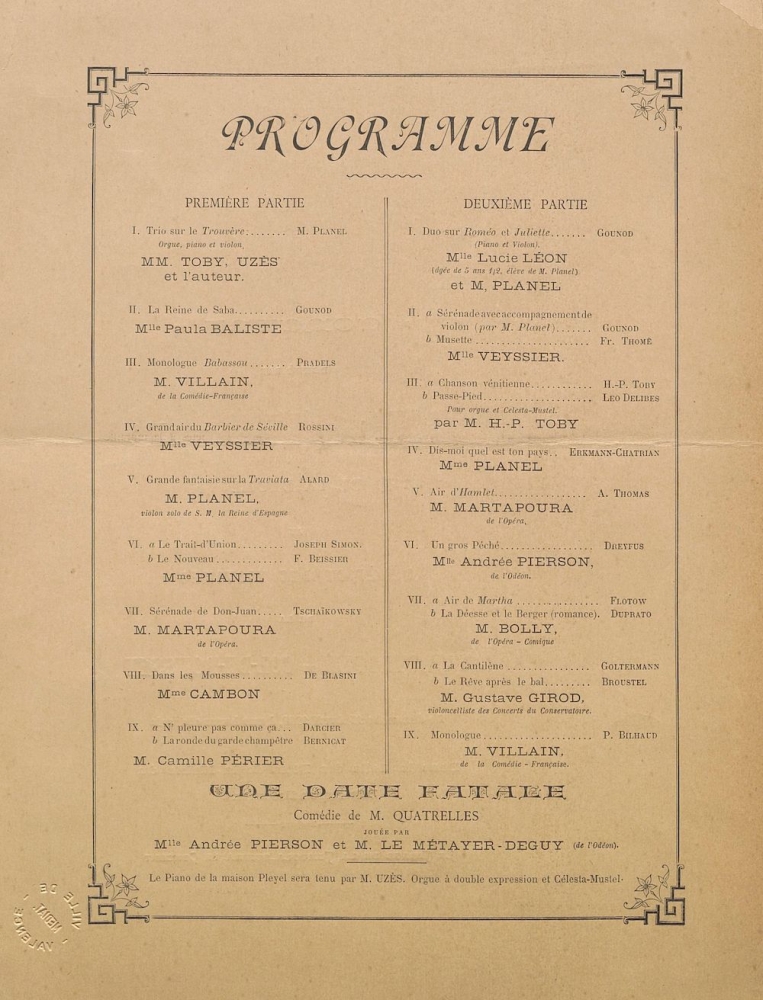 PROGRAMME
PREMIÈRE PARTIE
I. Trio sur le Trouvère....... M. PLANEL
Orgue, piano et violon.
MM. TOBY, UZÈS
et l'auteur.
II. La Reine de Saba.......... GOUNOD
Mlle Paula BALISTE
III. Monologue Babasson....... PRADELS
M. VILLAIN,
de la Comédie-Française
IV. Grand air du Barbier de Séville ROSSINI
Mlle VEYSSIER
V. Grande fantaisie sur la Traviata ALARD
M. PLANEL,
violon solo de S. M. la Reine d'Espagne
VI. a Le Trait-d'Union......... JOSEPH SIMON.
b Le Nouveau............. F. BEISSIER
Mme PLANEL
VII. Sérénade de Don-Juan..... TSCHAÏKOWSKY
M. MARTAPOURA
de l'Opéra.
VIII. Dans les Mousses.......... DE BLASINI
Mme CAMBON
IX. a N' pleure pas comme ça... DARCIER
b La ronde du garde champêtre BERNICAT
M. Camille PÉRIER
DEUXIÈME PARTIE
I. Duo sur Roméo et Juliette....... GOUNOD
(Piano et Violon).
Mlle Lucie LÉON
(âgée de 5 ans 1/2, élève de M. Planel)
et M. PLANEL
II. a Sérénade avec accompagnement de
violon (par M. Planel)....... GOUNOD
b Musette...................... FR. THOMÉ
Mlle VEYSSIER.
III. a Chanson vénitienne............ H.-P. TOBY
b Passe-Pied..................... LEO DELIBES
Pour orgue et Celesta-Mustel.
par M. H.-P. TOBY
IV. Dis-moi quel est ton pays.. ERKMANN-CHATRIAN
Mme PLANEL
V. Air d'Hamlet................. A. THOMAS
M. MARTAPOURA
de l'Opéra.
VI. Un gros Péché................. DREYFUS
Mlle Andrée PIERSON,
de l'Odéon.
VII. a Air de Martha ................ FLOTOW
b La Déesse et le Berger (romance). DUPRATO
M. BOLLY,
de l'Opéra-Comique
VIII. a La Cantilène ................ GOLTERMANN
b Le Rêve après le bal......... BROUSTEL
M. Gustave GIROD,
violoncelliste des Concerts du Conservatoire.
IX. Monologue..................... P. BILHAUD
M. VILLAIN,
de la Comédie-Française.
UNE DATE FATALE
Comédie de M. QUATRELLES
JOUÉE PAR
Mlle Andrée PIERSON et M. LE MÉTAYER-DEGUY (de l'Odéon).
Le Piano de la maison Pleyel sera tenu par M. UZÈS. Orgue à double expression et Célesta-Mustel.
VILLE DE
VALENCE